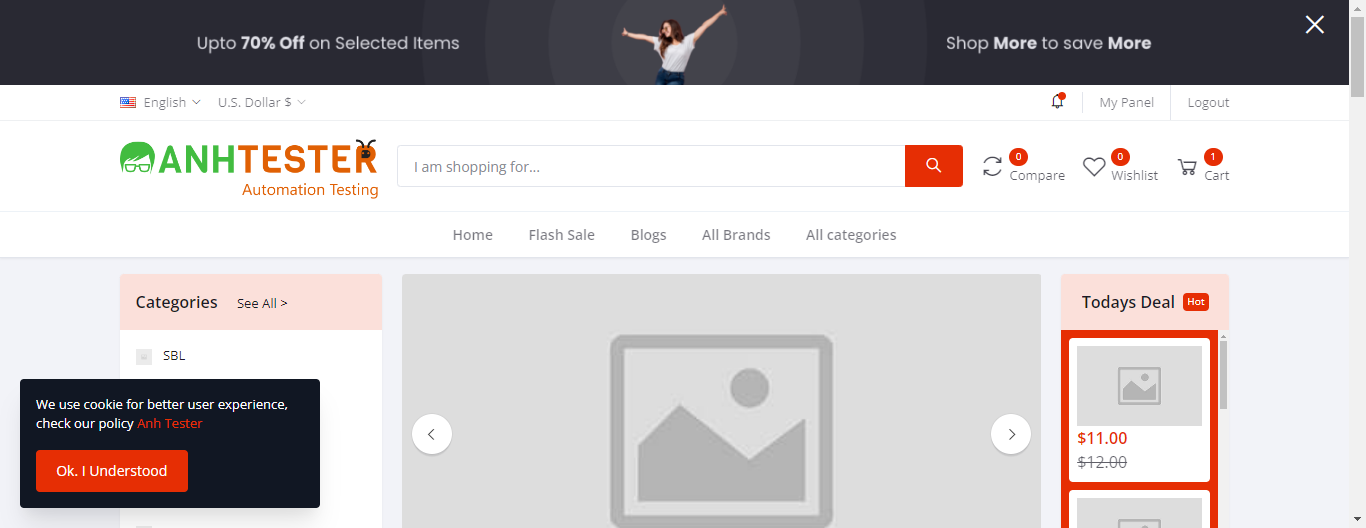 Upto 70% Off on Selected Items
Shop More to save More
English
U.S. Dollar $
My Panel
Logout
ANHTESTER
Automation Testing
I am shopping for...
0
Compare
0
Wishlist
1
Cart
Home
Flash Sale
Blogs
All Brands
All categories
Categories
See All >
Todays Deal
Hot
SBL
We use cookie for better user experience,
check our policy Anh Tester
Ok. I Understood
$11.00
$12.00